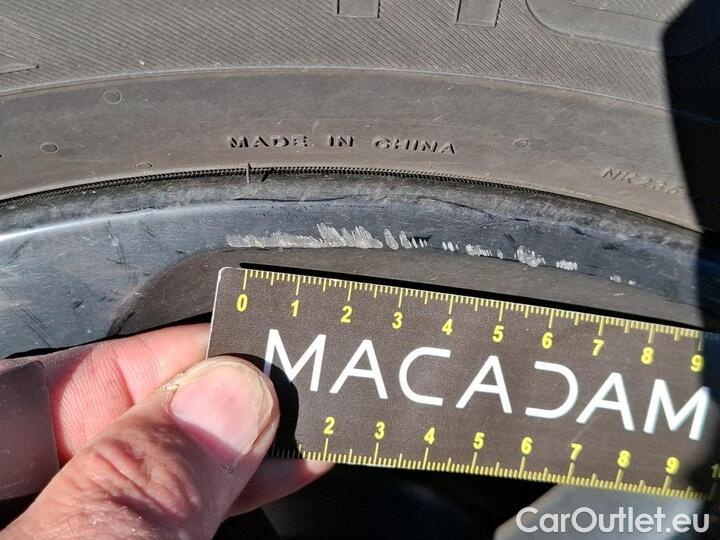 MADE IN CHINA
0 1 2 3 4 5 6 7 8 9
MACADAM
2 3 4 5 6 7 8 9
CarOutlet.eu